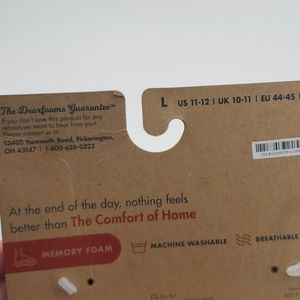 The Dearfoams Guarantee™
If you don't love this product for any
reason we want to hear from you!
Please contact us at
13405 Yarmouth Road, Pickerington,
OH 43147 | 1-800-628-0322
L US 11-12 | UK 10-11 | EU 44-45
At the end of the day, nothing feels
better than The Comfort of Home
MEMORY FOAM
MACHINE WASHABLE
BREATHABLE